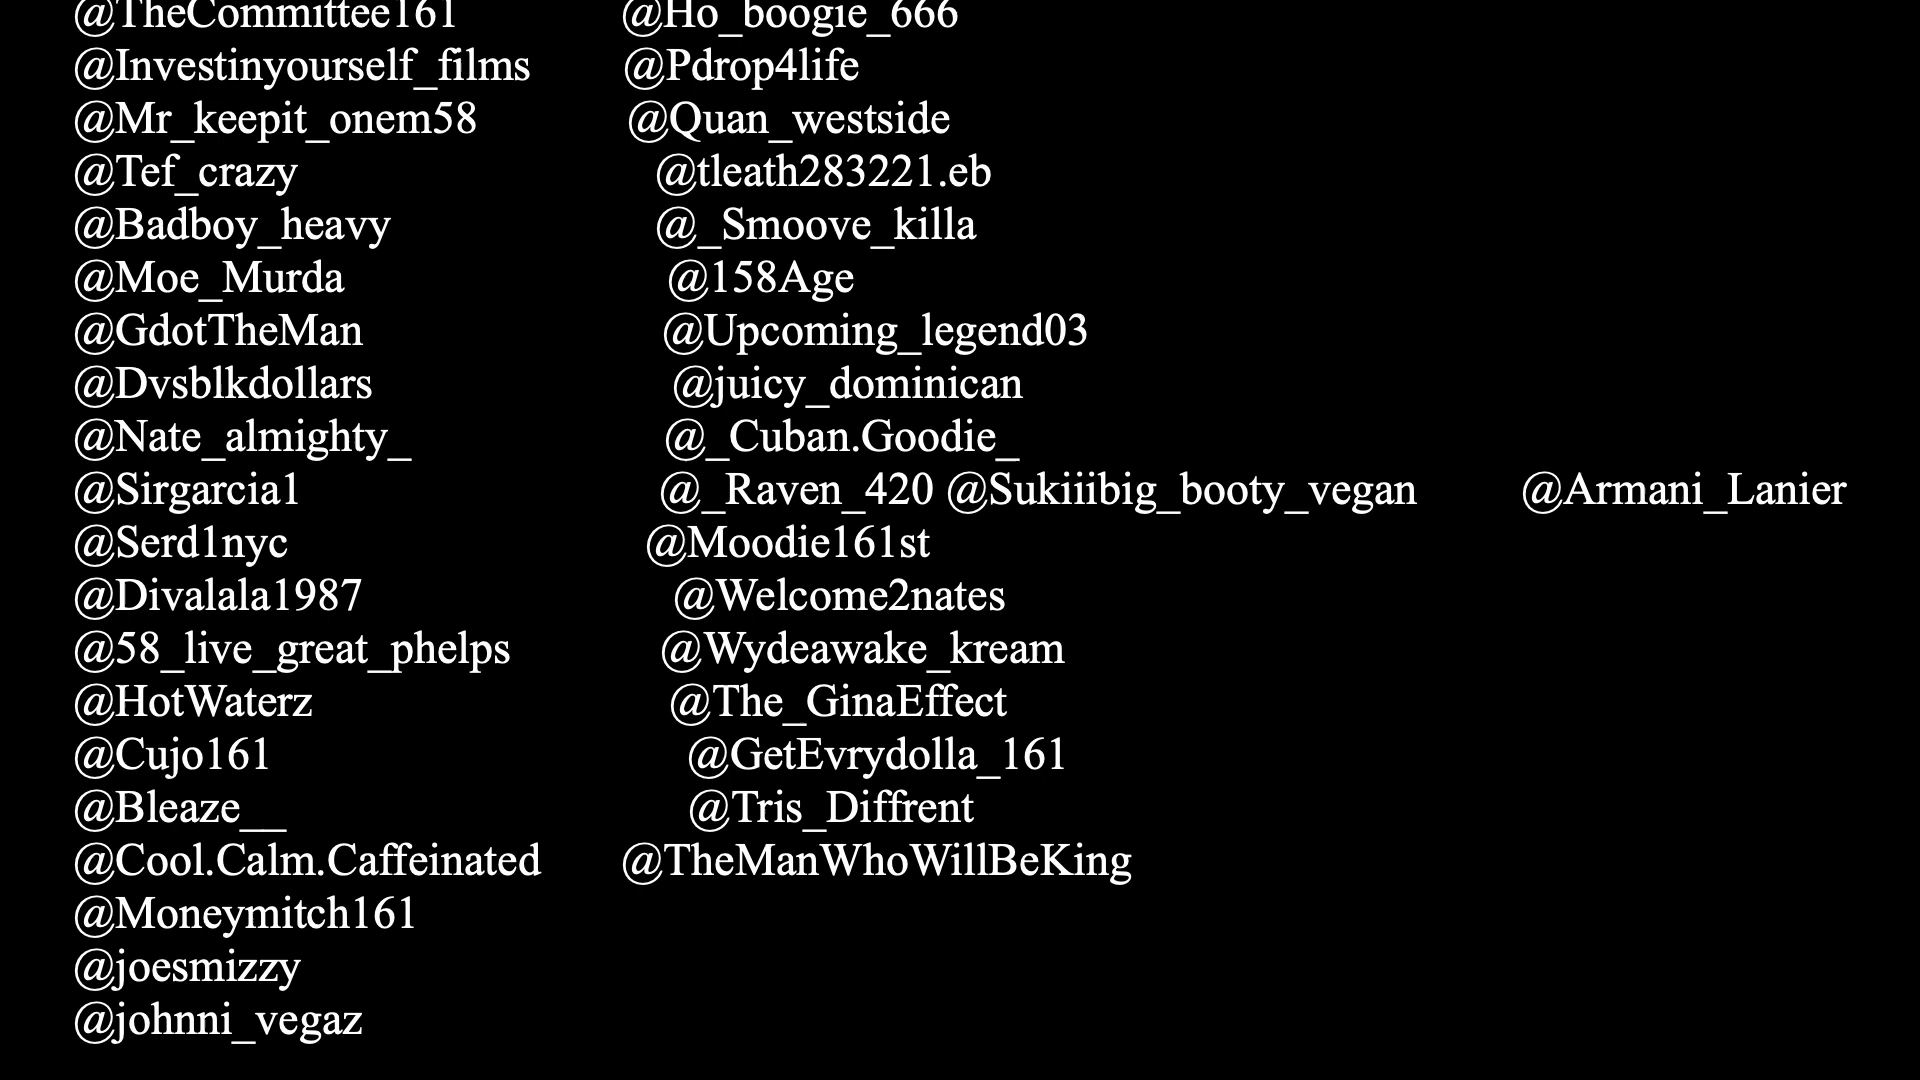 @TheCommittee161 @Ho_boogie_666
@Investinyourself_films @Pdrop4life
@Mr_keepit_onem58 @Quan_westside
@Tef_crazy @tleath283221.eb
@Badboy_heavy @_Smoove_killa
@Moe_Murda @158Age
@GdotTheMan @Upcoming_legend03
@Dvsblkdollars @juicy_dominican
@Nate_almighty_ @_Cuban.Goodie_
@Sirgarcia1 @_Raven_420 @Sukiiibig_booty_vegan @Armani_Lanier
@Serd1nyc @Moodie161st
@Divalala1987 @Welcome2nates
@58_live_great_phelps @Wydeawake_kream
@HotWaterz @The_GinaEffect
@Cujo161 @GetEvrydolla_161
@Bleaze__ @Tris_Diffrent
@Cool.Calm.Caffeinated @TheManWhoWillBeKing
@Moneymitch161
@joesmizzy
@johnni_vegaz